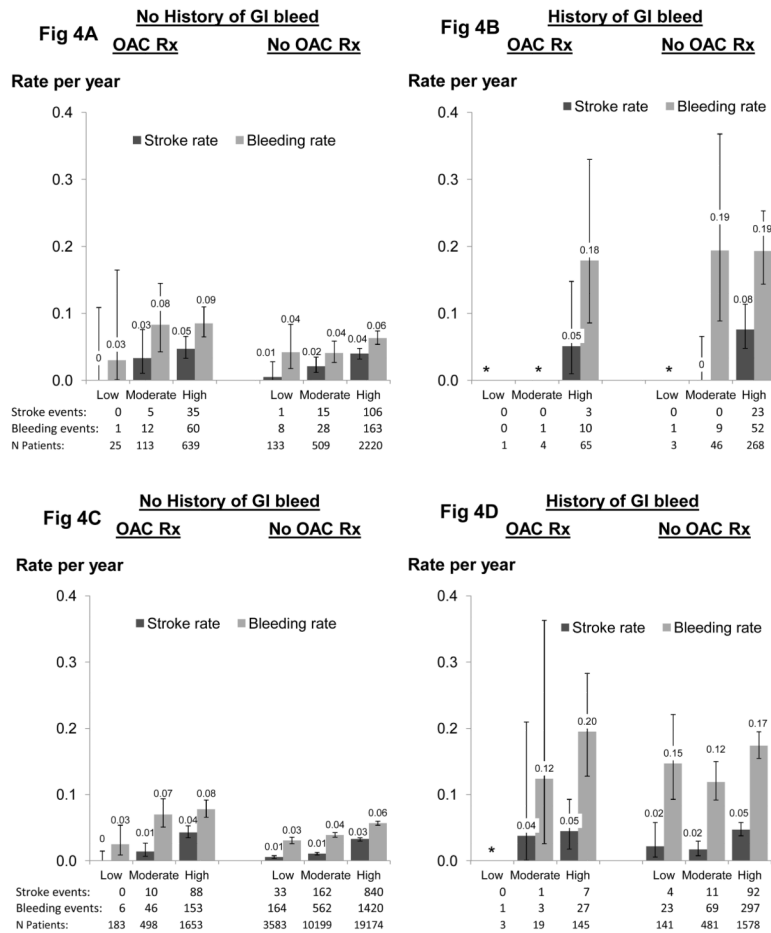 No History of GI bleed
Fig 4A
OAC Rx
No OAC Rx
Rate per year
0.4
■ Stroke rate ■ Bleeding rate
0.3
0.2
0.1
0.0
0 0.03 0.03 0.08 0.05 0.09
0.01 0.04 0.02 0.04 0.04 0.06
Low Moderate High Low Moderate High
Stroke events: 0 5 35 1 15 106
Bleeding events: 1 12 60 8 28 163
N Patients: 25 113 639 133 509 2220
History of GI bleed
Fig 4B
OAC Rx
No OAC Rx
0.4
■ Stroke rate ■ Bleeding rate
0.3
0.2
0.1
0.0
* * 0.05 0.18
* 0 0.19 0.08 0.19
Low Moderate High Low Moderate High
0 0 3 0 0 23
0 1 10 1 9 52
1 4 65 3 46 268
No History of GI bleed
Fig 4C
OAC Rx
No OAC Rx
Rate per year
0.4
■ Stroke rate ■ Bleeding rate
0.3
0.2
0.1
0.0
0 0.03 0.01 0.07 0.04 0.08
0.01 0.03 0.01 0.04 0.03 0.06
Low Moderate High Low Moderate High
Stroke events: 0 10 88 33 162 840
Bleeding events: 6 46 153 164 562 1420
N Patients: 183 498 1653 3583 10199 19174
History of GI bleed
Fig 4D
OAC Rx
No OAC Rx
Rate per year
0.4
■ Stroke rate ■ Bleeding rate
0.3
0.2
0.1
0.0
* 0.04 0.12 0.05 0.20
0.02 0.15 0.02 0.12 0.05 0.17
Low Moderate High Low Moderate High
0 1 7 4 11 92
1 3 27 23 69 297
3 19 145 141 481 1578